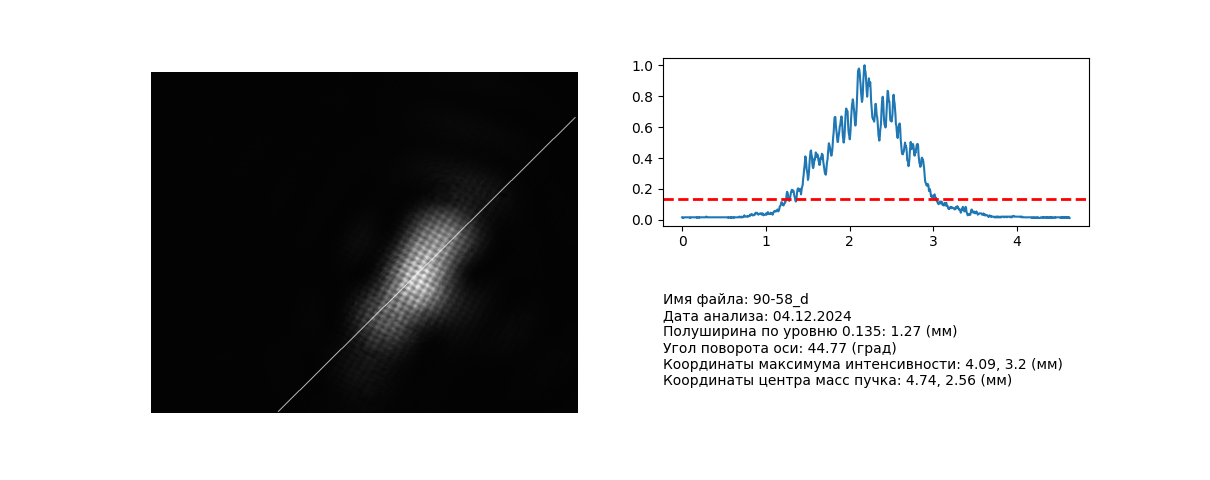 1.0
0.8
0.6
0.4
0.2
0.0
0 1 2 3 4
Имя файла: 90-58_d
Дата анализа: 04.12.2024
Полуширина по уровню 0.135: 1.27 (мм)
Угол поворота оси: 44.77 (град)
Координаты максимума интенсивности: 4.09, 3.2 (мм)
Координаты центра масс пучка: 4.74, 2.56 (мм)